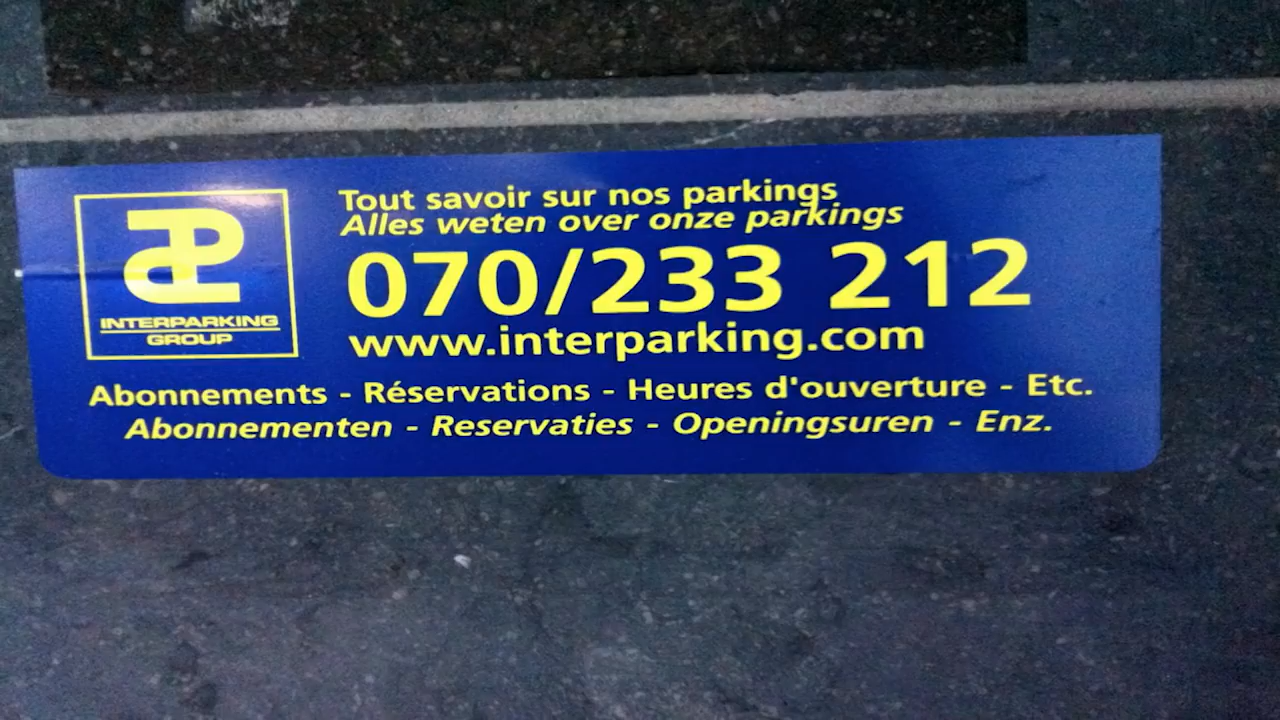 INTERPARKING
GROUP
Tout savoir sur nos parkings
Alles weten over onze parkings
070/233 212
www.interparking.com
Abonnements - Réservations - Heures d'ouverture - Etc.
Abonnementen - Reservaties - Openingsuren - Enz.